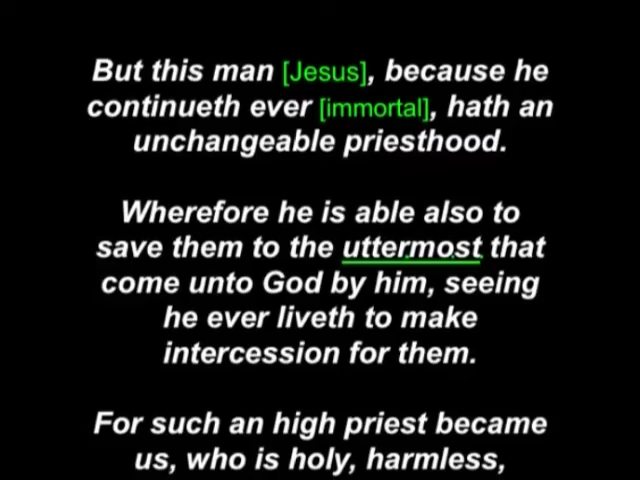 But this man [Jesus], because he
continueth ever [immortal], hath an
unchangeable priesthood.
Wherefore he is able also to
save them to the uttermost that
come unto God by him, seeing
he ever liveth to make
intercession for them.
For such an high priest became
us, who is holy, harmless,